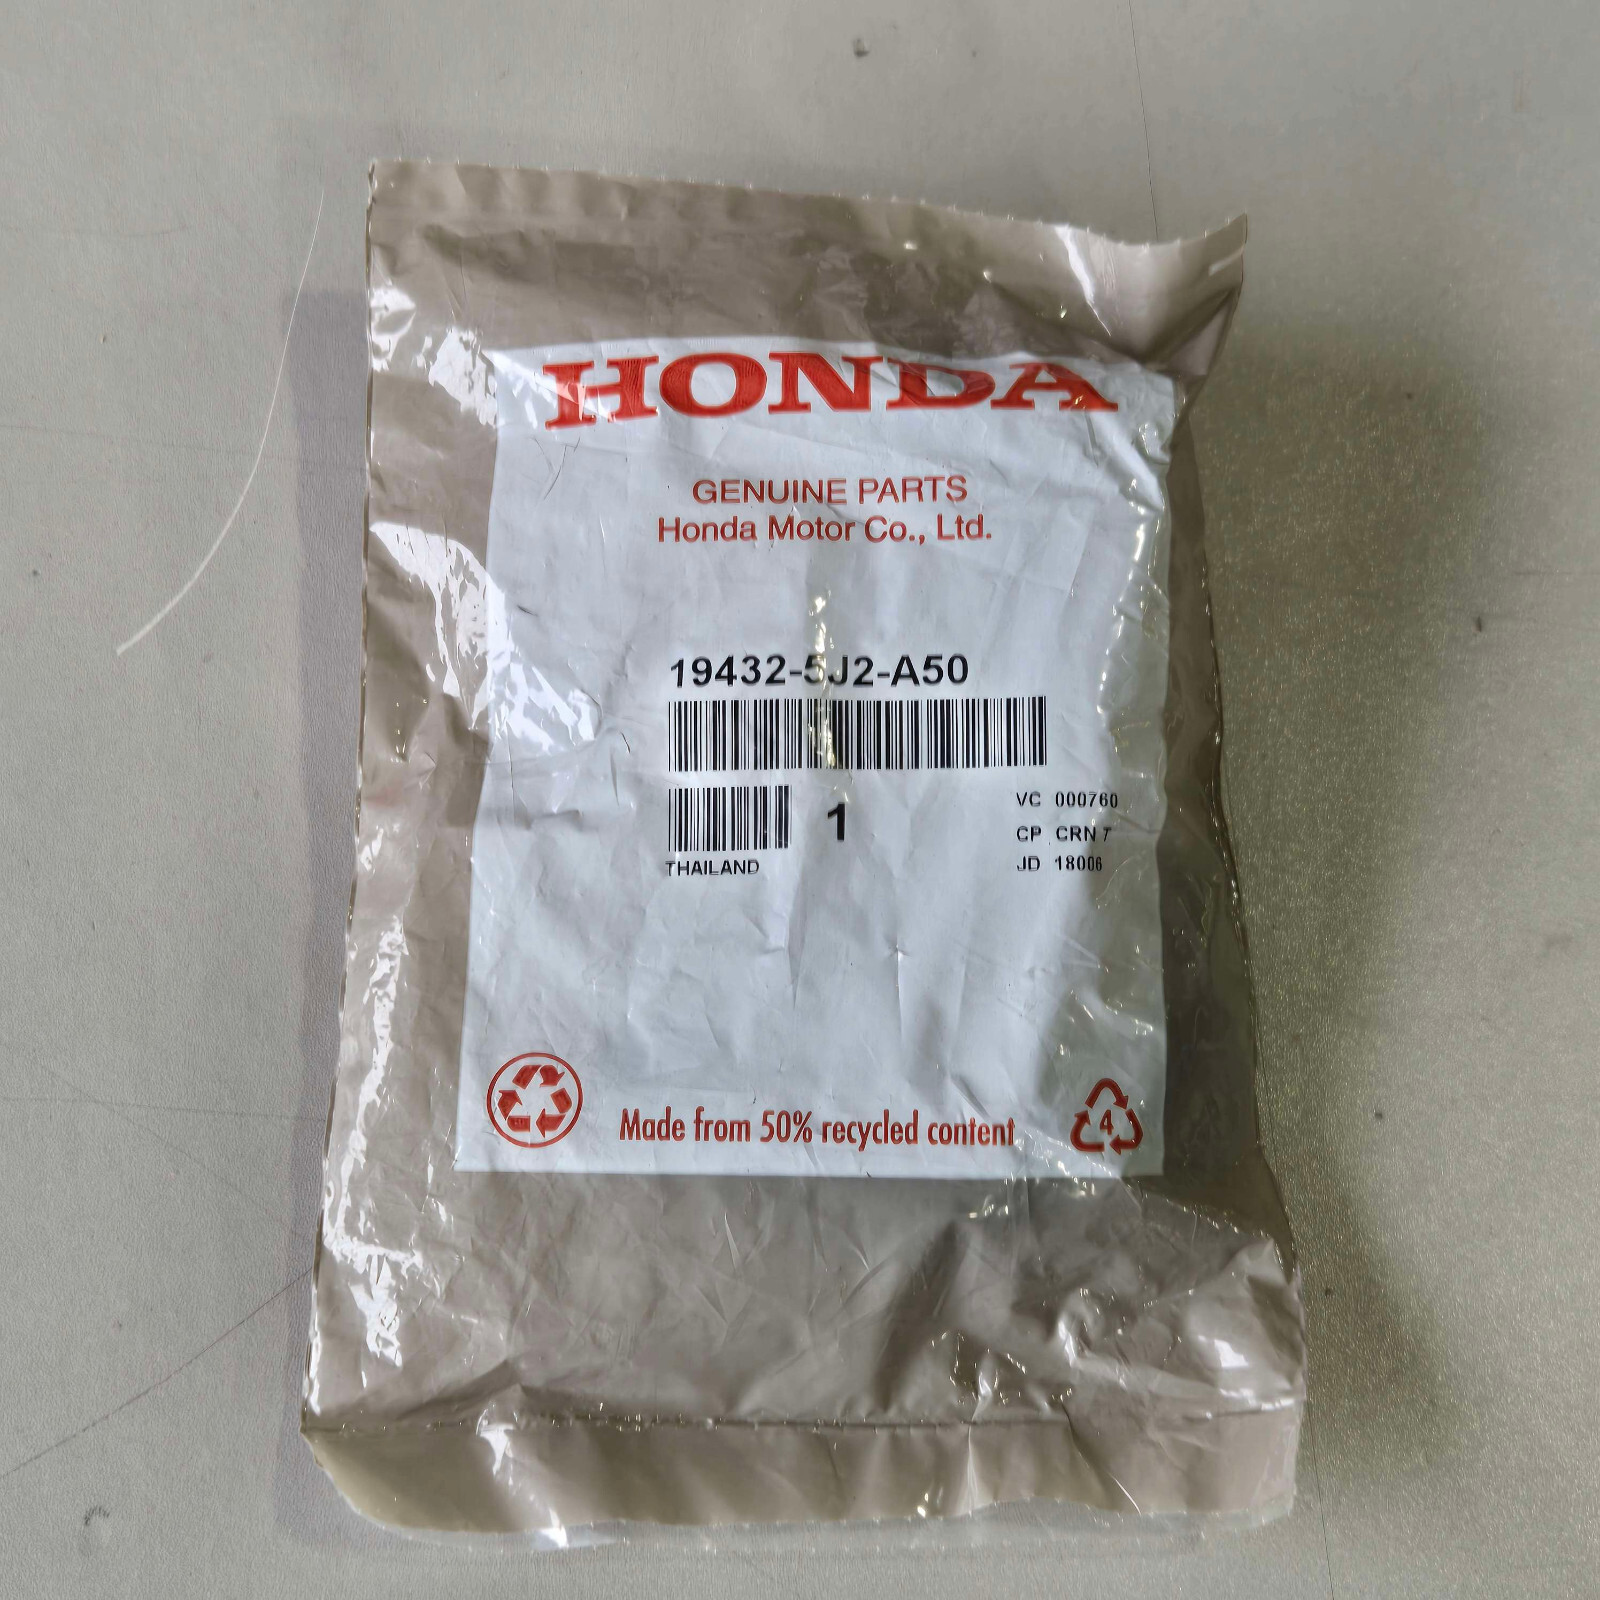 HONDA
GENUINE PARTS
Honda Motor Co., Ltd.
19432-5J2-A50
1
VC 000760
CP CRN T
JD 18006
THAILAND
Made from 50% recycled content
4